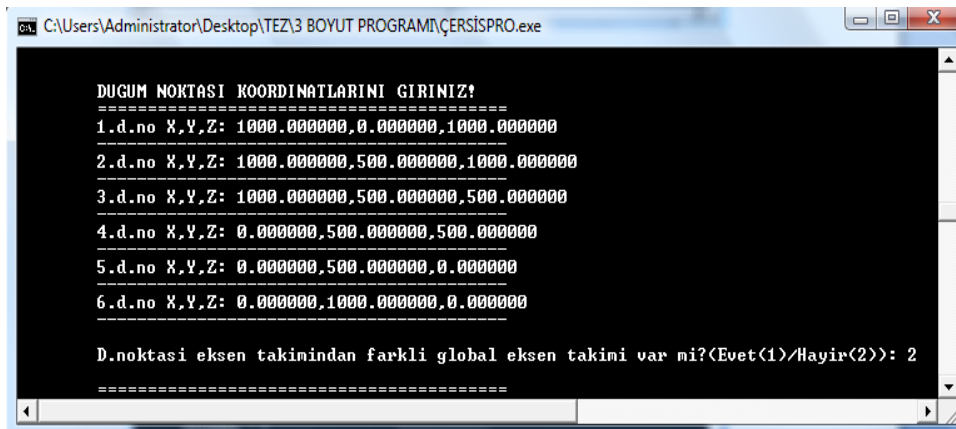 C:\Users\Administrator\Desktop\TEZ\3 BOYUT PROGRAMI\ÇERSİSPRO.exe
DUGUM NOKTASI KOORDINATLARINI GIRINIZ!
=========================================
1.d.no X,Y,Z: 1000.000000,0.000000,1000.000000
-----------------------------------------
2.d.no X,Y,Z: 1000.000000,500.000000,1000.000000
-----------------------------------------
3.d.no X,Y,Z: 1000.000000,500.000000,500.000000
-----------------------------------------
4.d.no X,Y,Z: 0.000000,500.000000,500.000000
-----------------------------------------
5.d.no X,Y,Z: 0.000000,500.000000,0.000000
-----------------------------------------
6.d.no X,Y,Z: 0.000000,1000.000000,0.000000
-----------------------------------------
D.noktasi eksen takimindan farkli global eksen takimi var mi?(Evet(1)/Hayir(2)): 2
=========================================